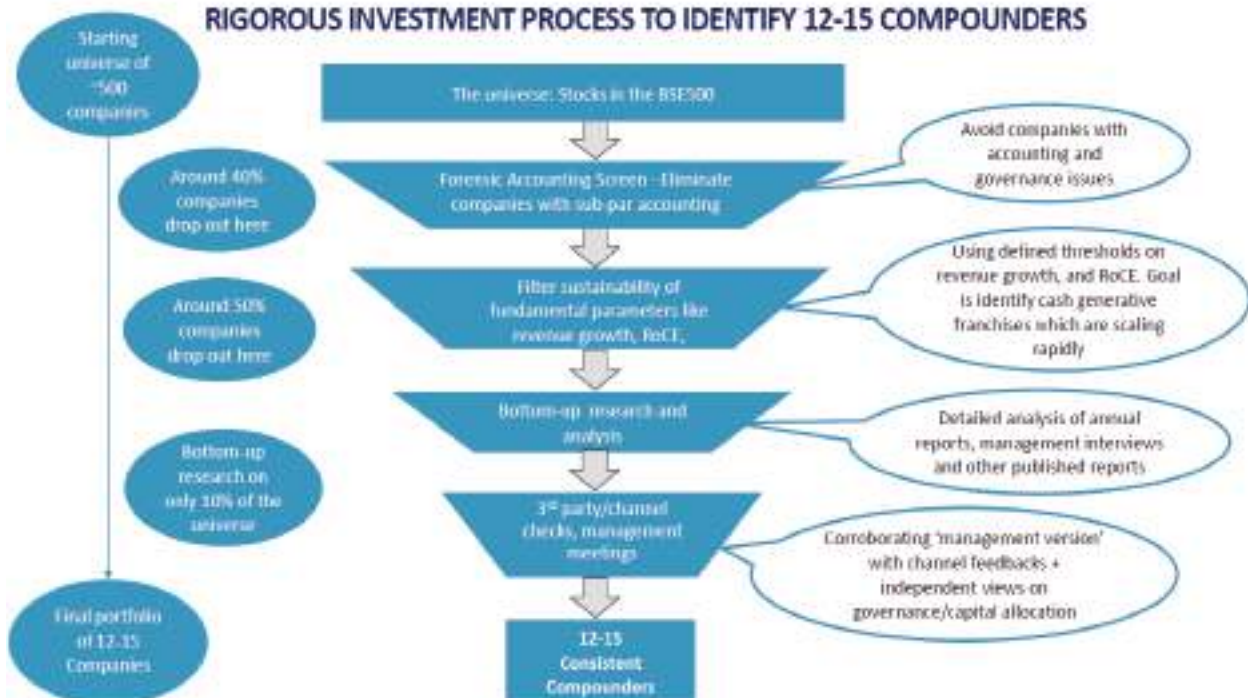 RIGOROUS INVESTMENT PROCESS TO IDENTIFY 12-15 COMPOUNDERS
Starting
universe of
~500
companies
The universe: Stocks in the BSE500
Avoid companies with
accounting and
governance issues
Around 40%
companies
drop out here
Forensic Accounting Screen - Eliminate
companies with sub-par accounting
Using defined thresholds on
revenue growth, and RoCE. Goal
is identify cash generative
franchises which are scaling
rapidly
Around 50%
companies
drop out here
Filter sustainability of
fundamental parameters like
revenue growth, RoCE,
Bottom-up research and
analysis
Detailed analysis of annual
reports, management interviews
and other published reports
Bottom-up
research on
only 10% of the
universe
3rd party/channel
checks, management
meetings
Corroborating 'management version'
with channel feedbacks +
independent views on
governance/capital allocation
Final portfolio
of 12-15
Companies
12-15
Consistent
Compounders